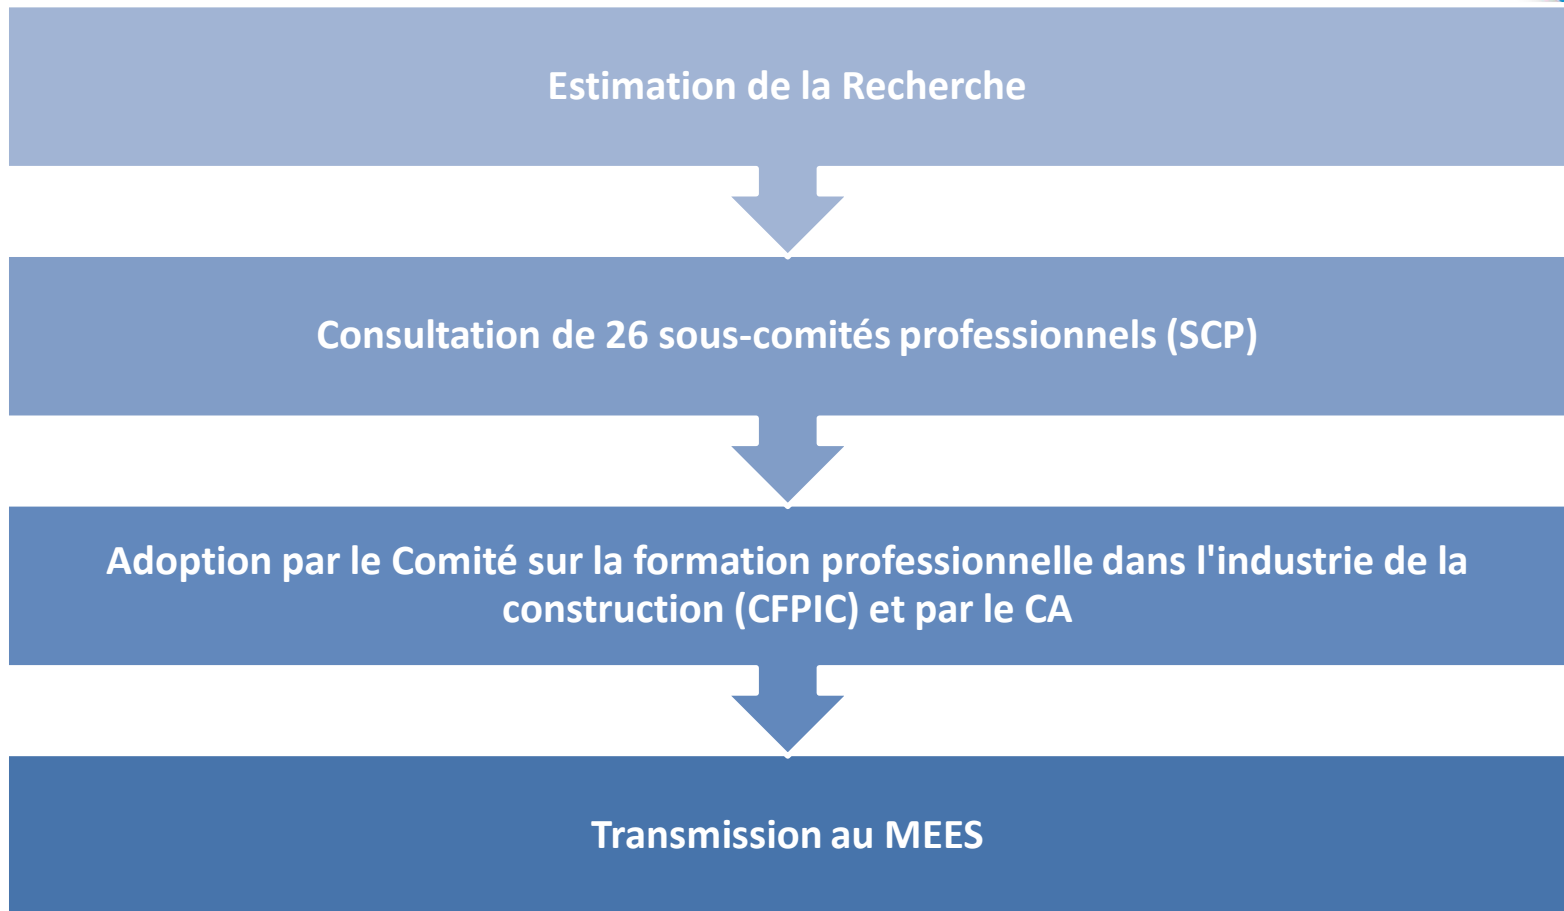 Estimation de la Recherche
Consultation de 26 sous-comités professionnels (SCP)
Adoption par le Comité sur la formation professionnelle dans l'industrie de la
construction (CFPIC) et par le CA
Transmission au MEES